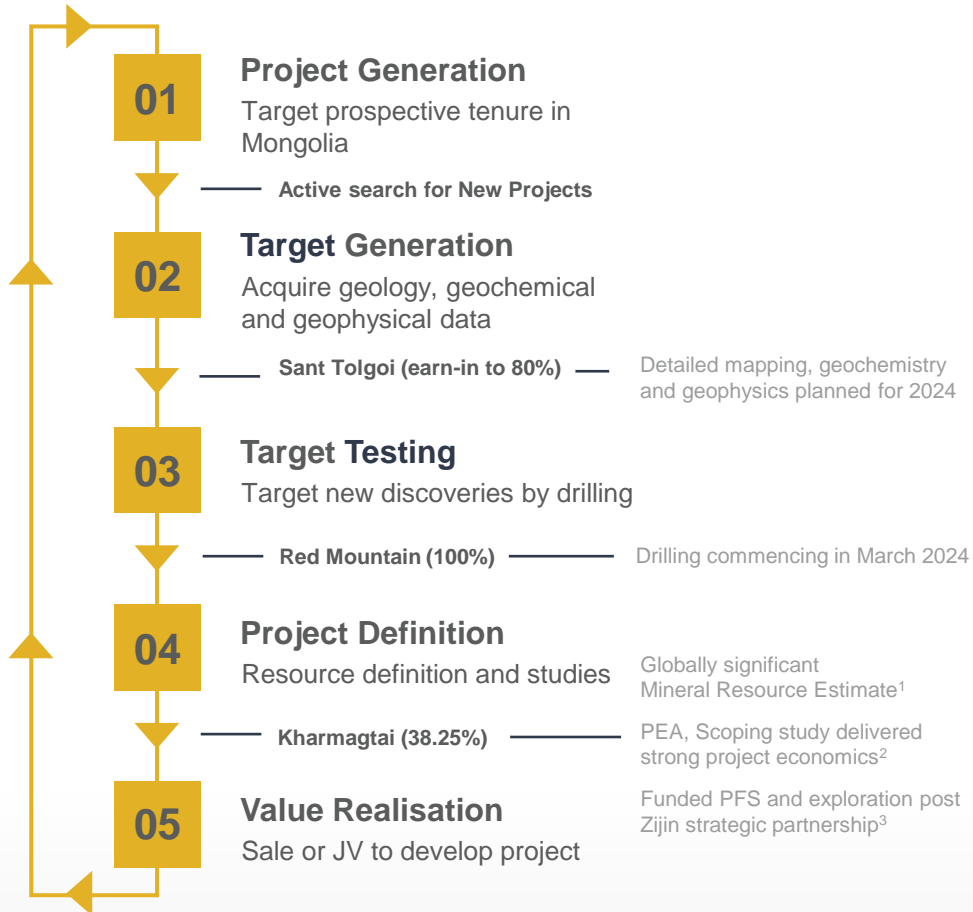 01
Project Generation
Target prospective tenure in
Mongolia
Active search for New Projects
02
Target Generation
Acquire geology, geochemical
and geophysical data
Sant Tolgoi (earn-in to 80%)
Detailed mapping, geochemistry
and geophysics planned for 2024
03
Target Testing
Target new discoveries by drilling
Red Mountain (100%)
Drilling commencing in March 2024
04
Project Definition
Resource definition and studies
Globally significant
Mineral Resource Estimate¹
Kharmagtai (38.25%)
PEA, Scoping study delivered
strong project economics²
Funded PFS and exploration post
Zijin strategic partnership³
05
Value Realisation
Sale or JV to develop project